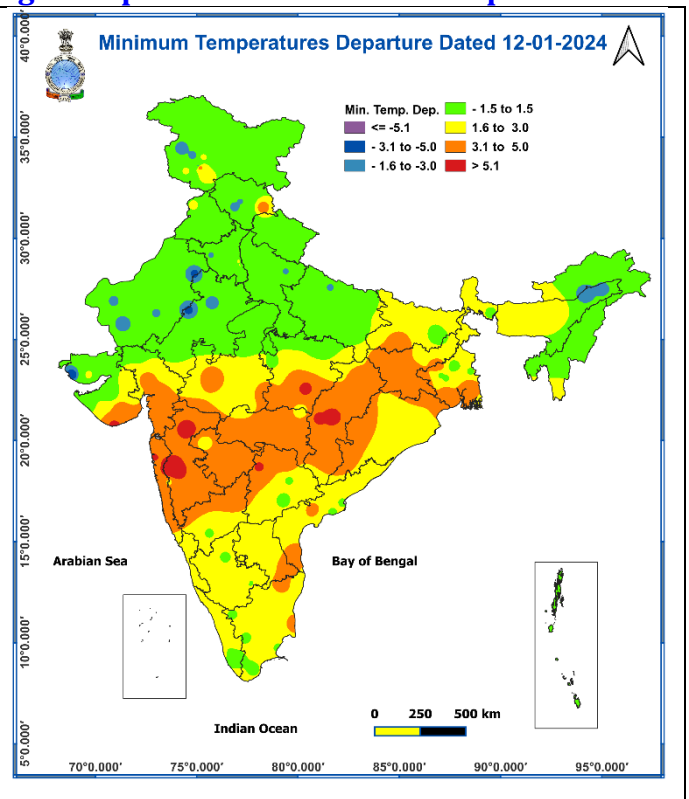 Minimum Temperatures Departure Dated 12-01-2024
Min. Temp. Dep.
<= -5.1
- 3.1 to -5.0
- 1.6 to -3.0
- 1.5 to 1.5
1.6 to 3.0
3.1 to 5.0
> 5.1
40°0.000'
35°0.000'
30°0.000'
25°0.000'
20°0.000'
15°0.000'
10°0.000'
5°0.000'
Arabian Sea
Bay of Bengal
Indian Ocean
0 250 500 km
70°0.000' 75°0.000' 80°0.000' 85°0.000' 90°0.000' 95°0.000'